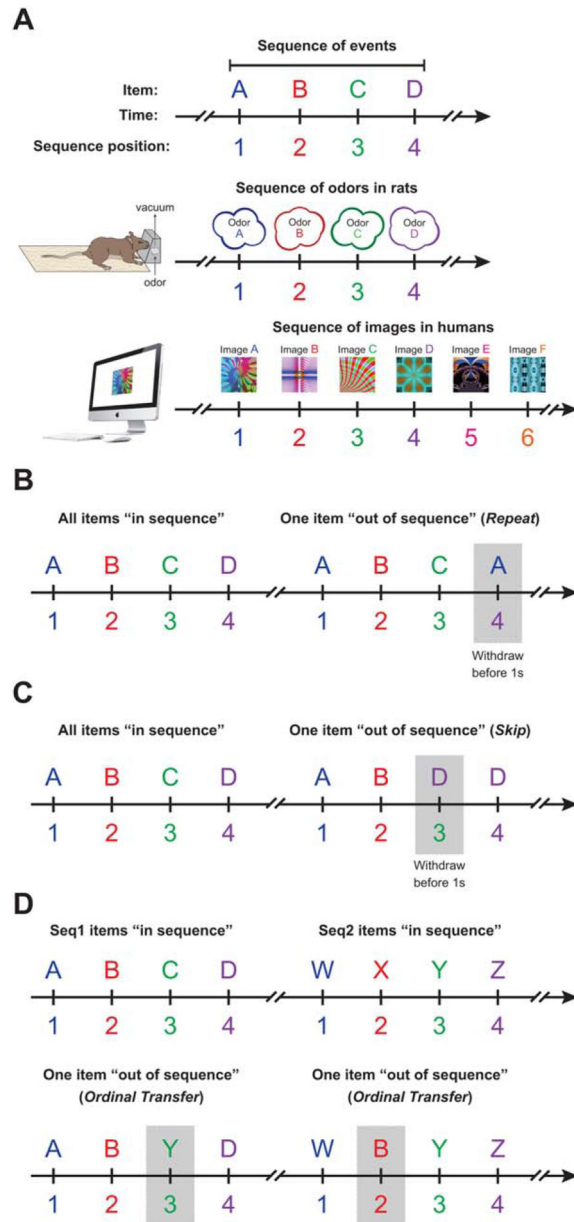 A
Sequence of events
Item: A B C D
Time:
Sequence position: 1 2 3 4
Sequence of odors in rats
vacuum
odor
Odor A Odor B Odor C Odor D
1 2 3 4
Sequence of images in humans
Image A Image B Image C Image D Image E Image F
1 2 3 4 5 6
B
All items “in sequence” One item “out of sequence” (Repeat)
A B C D A B C A
1 2 3 4 1 2 3 4
Withdraw
before 1s
C
All items “in sequence” One item “out of sequence” (Skip)
A B C D A B D D
1 2 3 4 1 2 3 4
Withdraw
before 1s
D
Seq1 items “in sequence” Seq2 items “in sequence”
A B C D W X Y Z
1 2 3 4 1 2 3 4
One item “out of sequence” One item “out of sequence”
(Ordinal Transfer) (Ordinal Transfer)
A B Y D W B Y Z
1 2 3 4 1 2 3 4